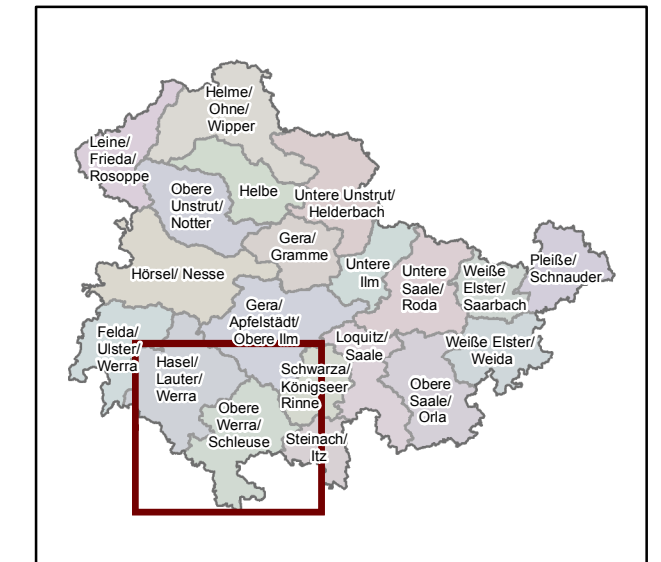 Helme/
Ohne/
Wipper
Leine/
Frieda/
Rosoppe
Obere
Unstrut/
Notter
Helbe
Untere Unstrut/
Helderbach
Gera/
Gramme
Hörsel/ Nesse
Untere
Ilm
Untere
Saale/
Roda
Weiße
Elster/
Saarbach
Pleiße/
Schnauder
Gera/
Apfelstädt/
Obere Ilm
Felda/
Ulster/
Werra
Loquitz/
Saale
Weiße Elster/
Weida
Hasel/
Lauter/
Werra
Schwarza/
Königseer
Rinne
Obere
Saale/
Orla
Obere
Werra/
Schleuse
Steinach/
Itz